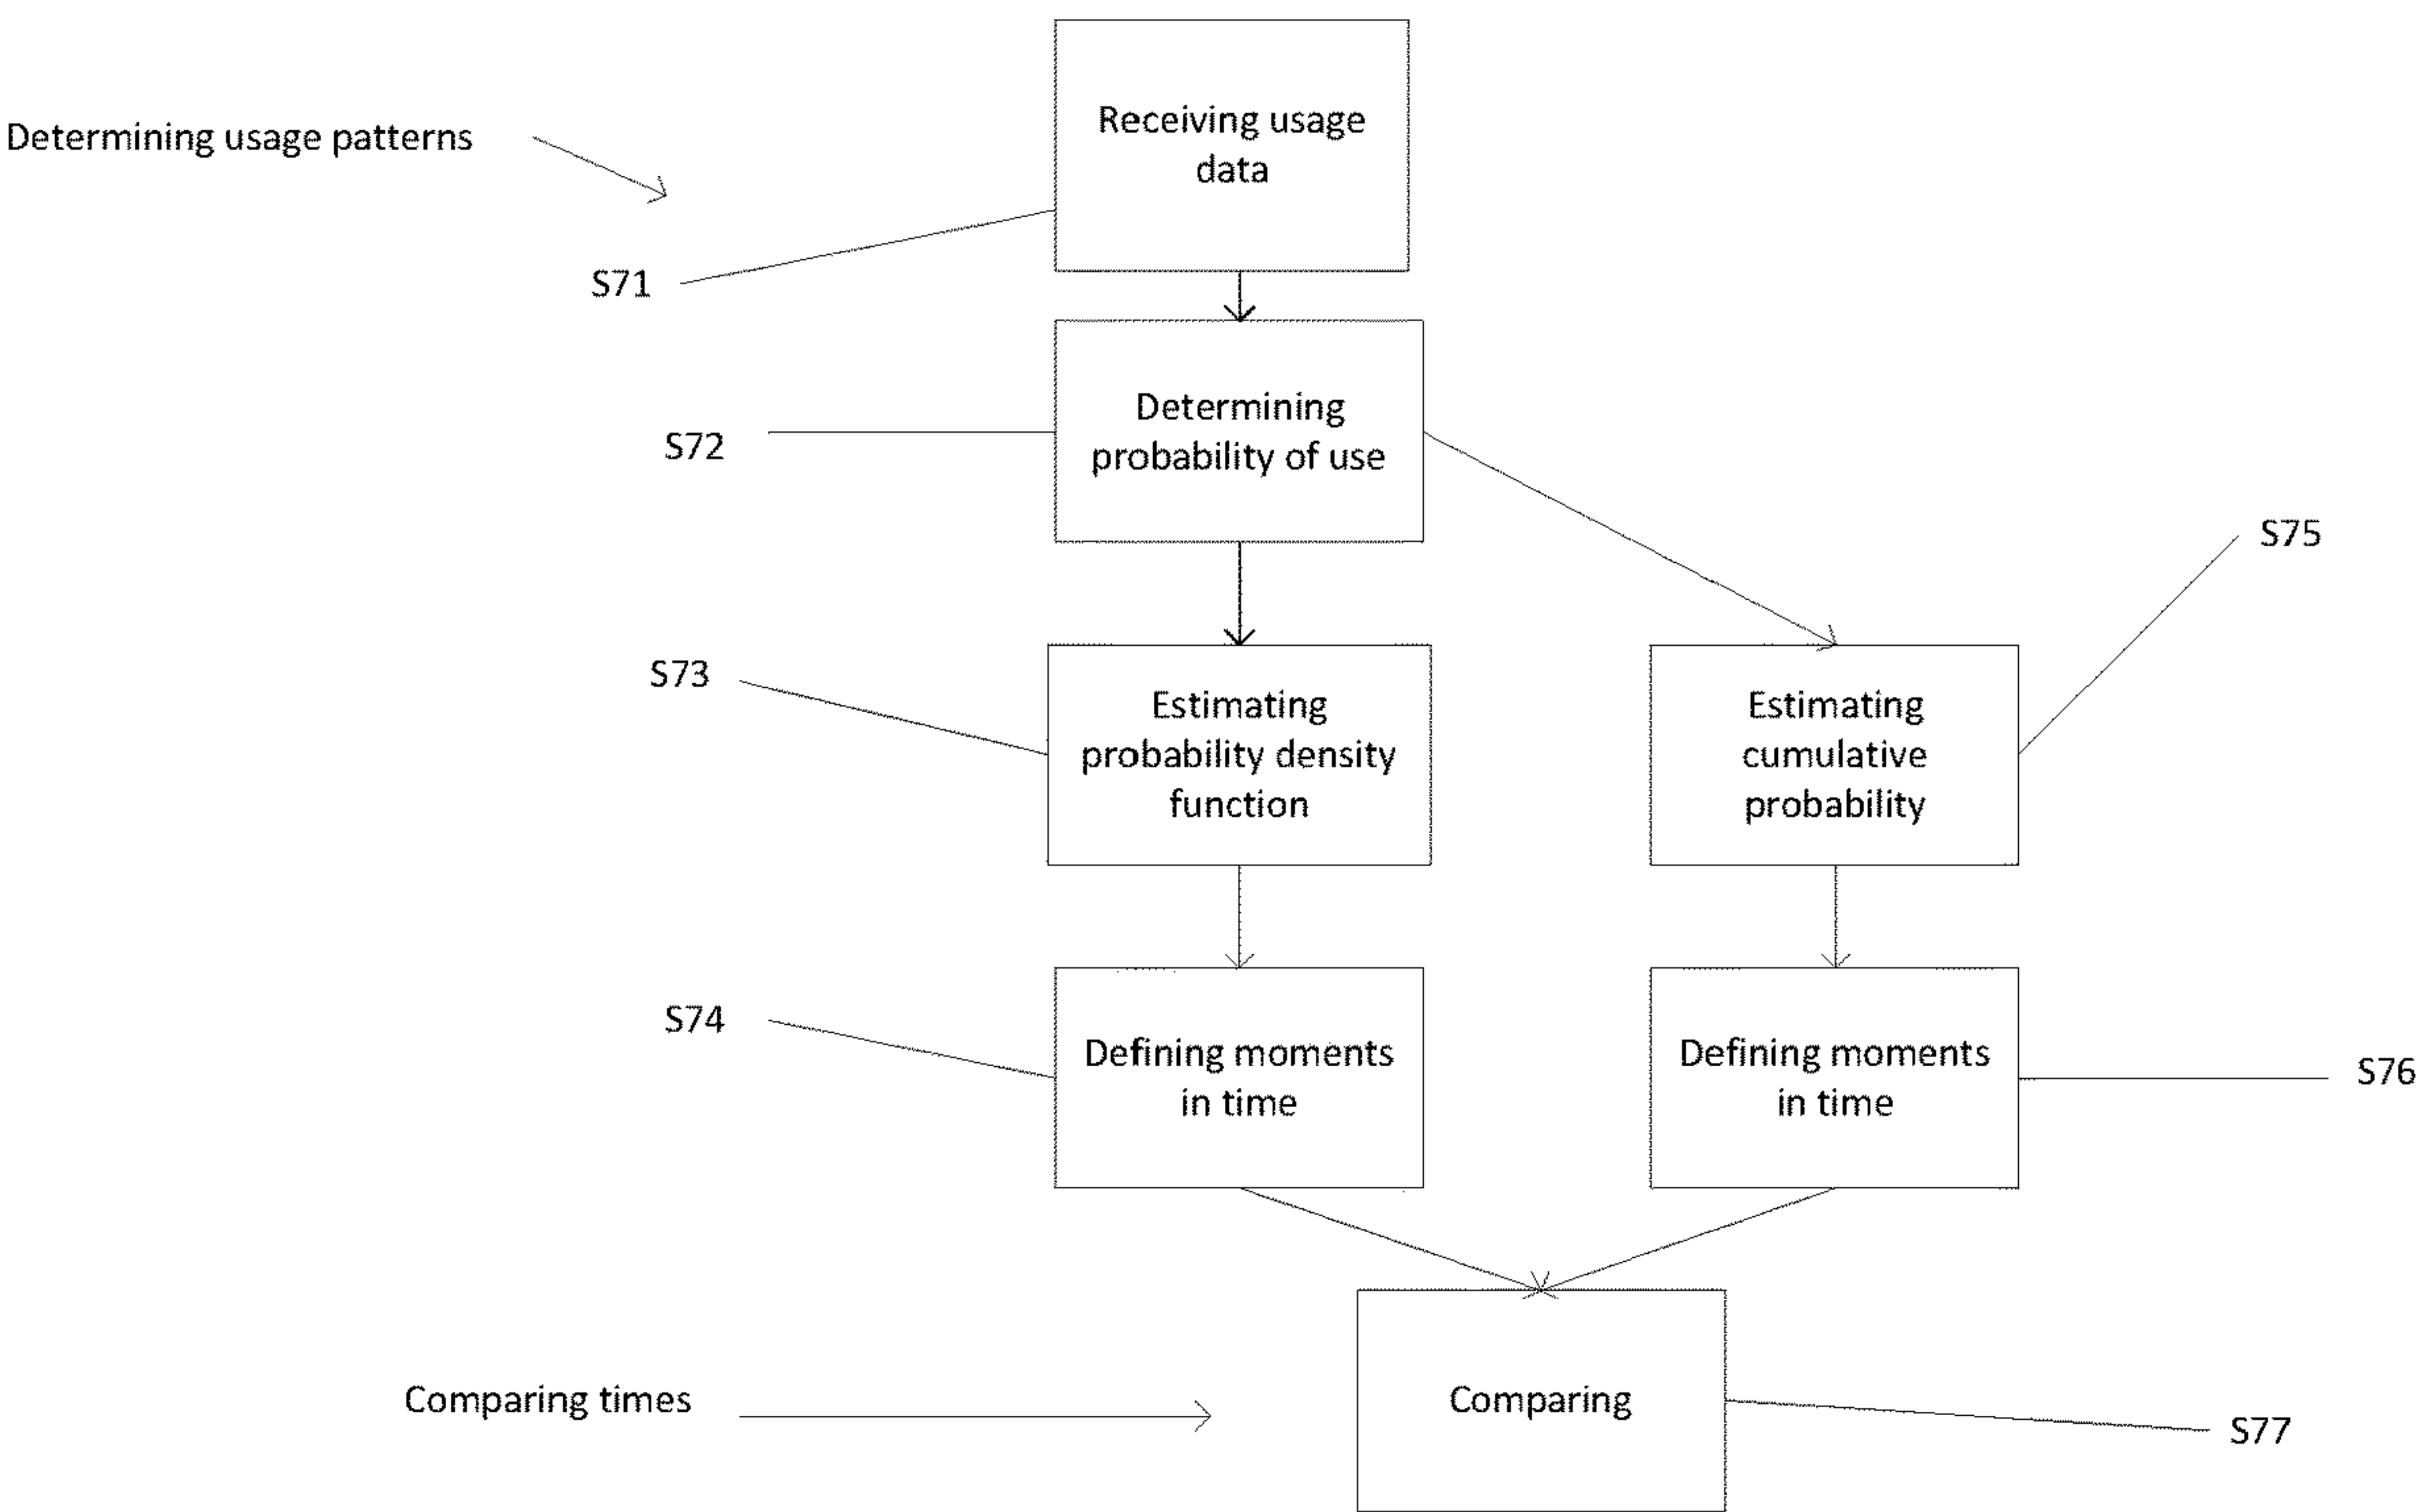 Receiving usage
data
Determining usage patterns
S71
Determining
probability of use
S72
S75
S73
Estimating
probability density
function
Estimating
cumulative
probability
S74
Defining moments
in time
Defining moments
in time
S76
Comparing times
Comparing
S77